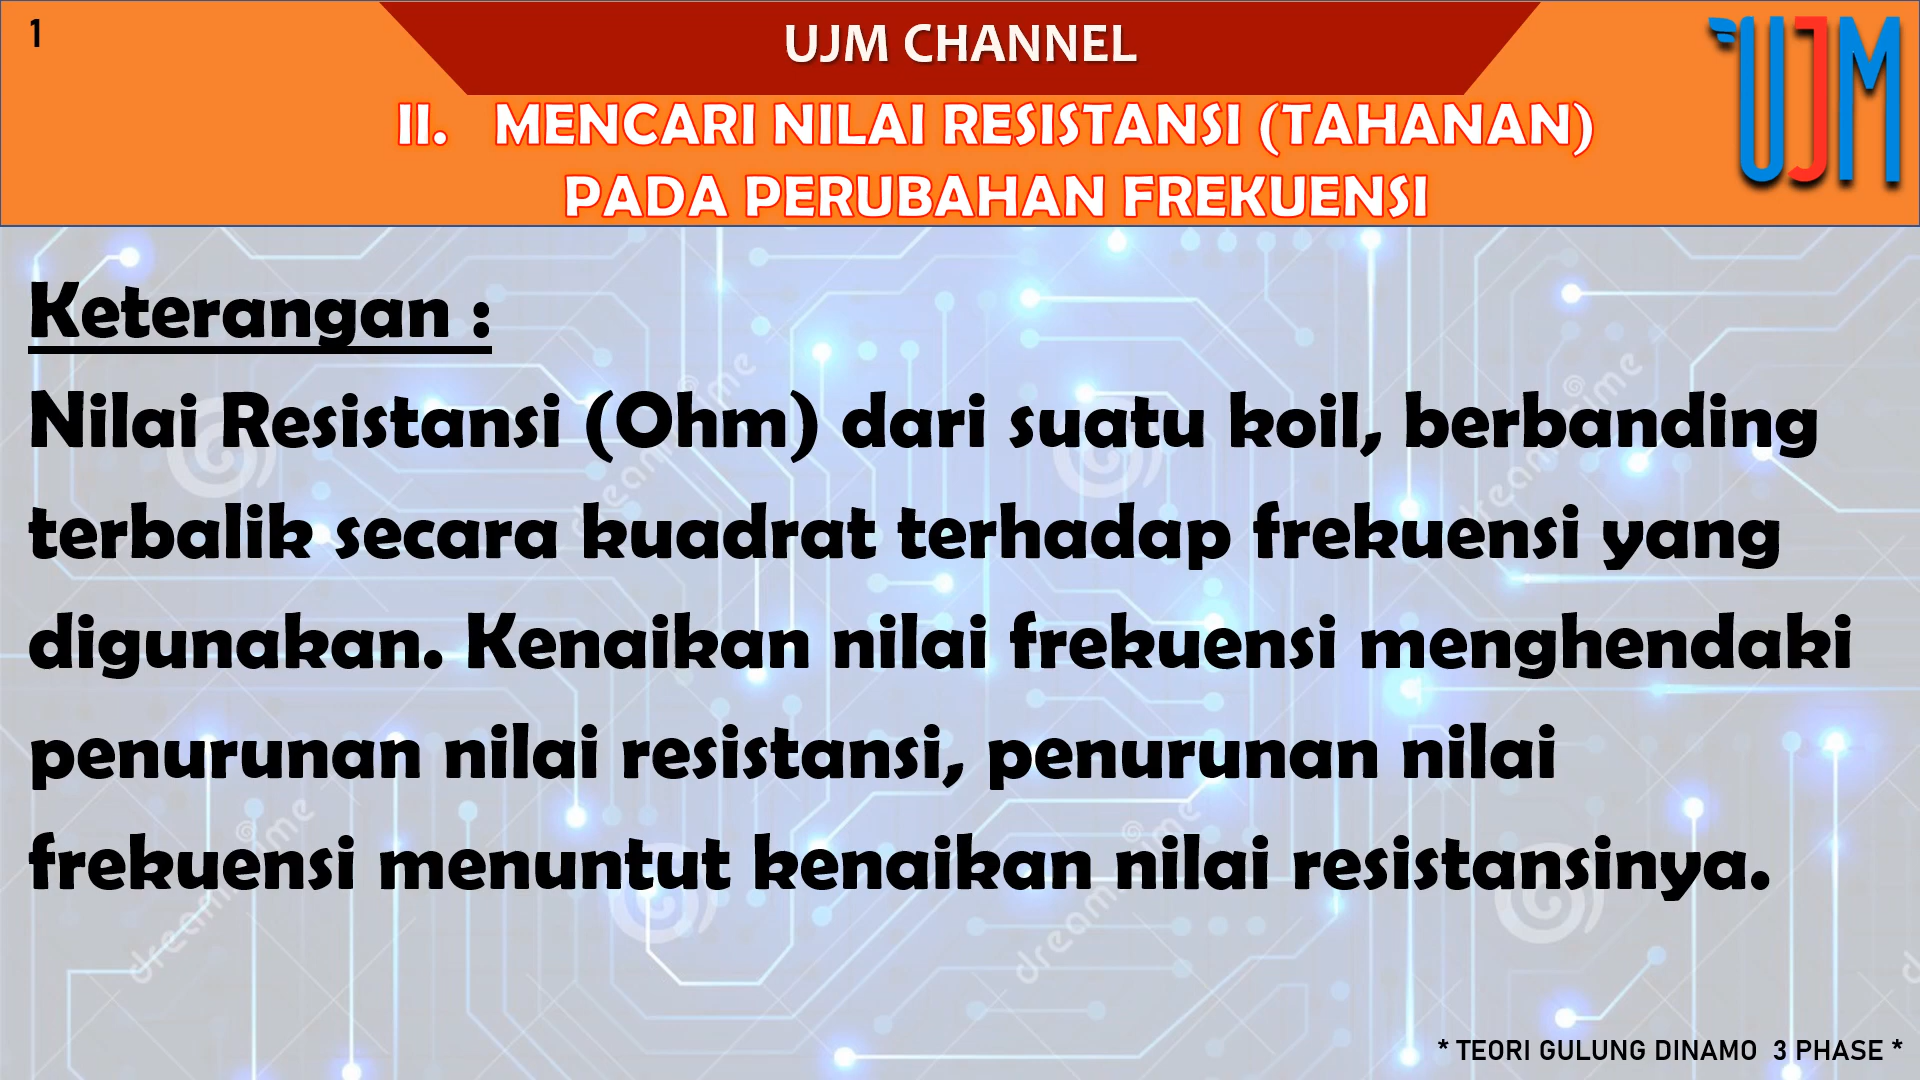 1
UJM CHANNEL
UJM
II. MENCARI NILAI RESISTANSI (TAHANAN)
PADA PERUBAHAN FREKUENSI
Keterangan :
Nilai Resistansi (Ohm) dari suatu koil, berbanding
terbalik secara kuadrat terhadap frekuensi yang
digunakan. Kenaikan nilai frekuensi menghendaki
penurunan nilai resistansi, penurunan nilai
frekuensi menuntut kenaikan nilai resistansinya.
* TEORI GULUNG DINAMO 3 PHASE *